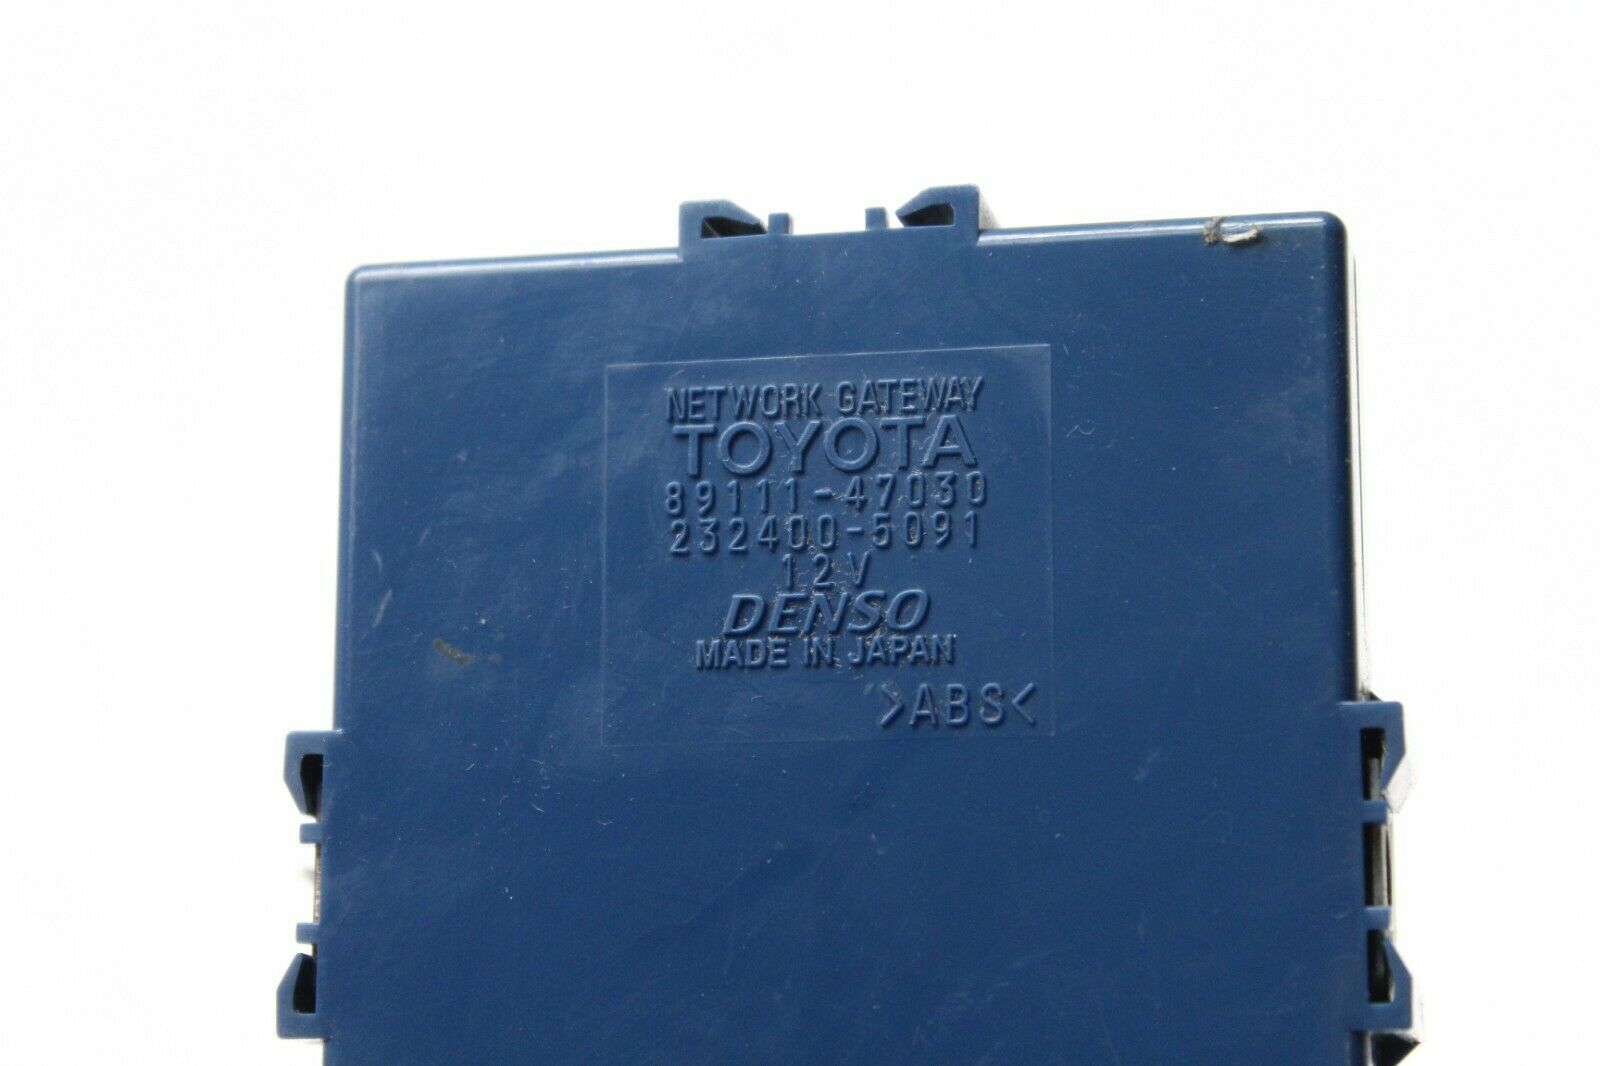 NETWORK GATEWAY
TOYOTA
89111-47030
232400-5091
12V
DENSO
MADE IN JAPAN
>ABS<